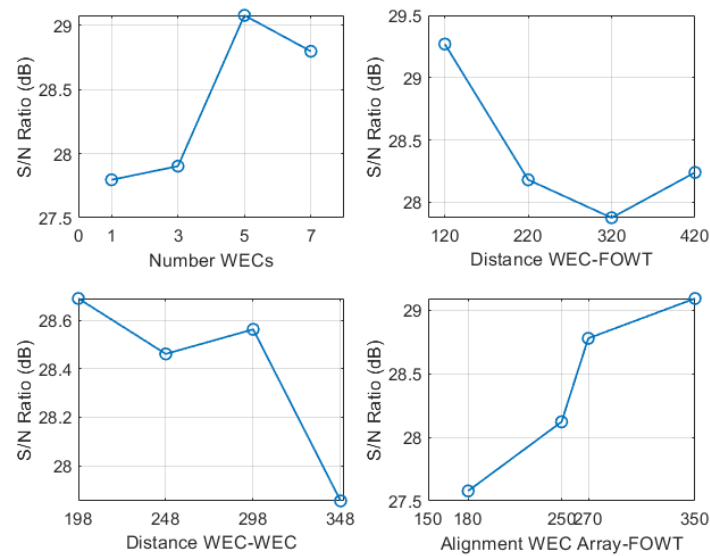 29
28.5
28
27.5
S/N Ratio (dB)
0 1 3 5 7
Number WECs
29.5
29
28.5
28
S/N Ratio (dB)
120 220 320 420
Distance WEC-FOWT
28.6
28.4
28.2
28
S/N Ratio (dB)
198 248 298 348
Distance WEC-WEC
29
28.5
28
27.5
S/N Ratio (dB)
150 180 250 270 350
Alignment WEC Array-FOWT